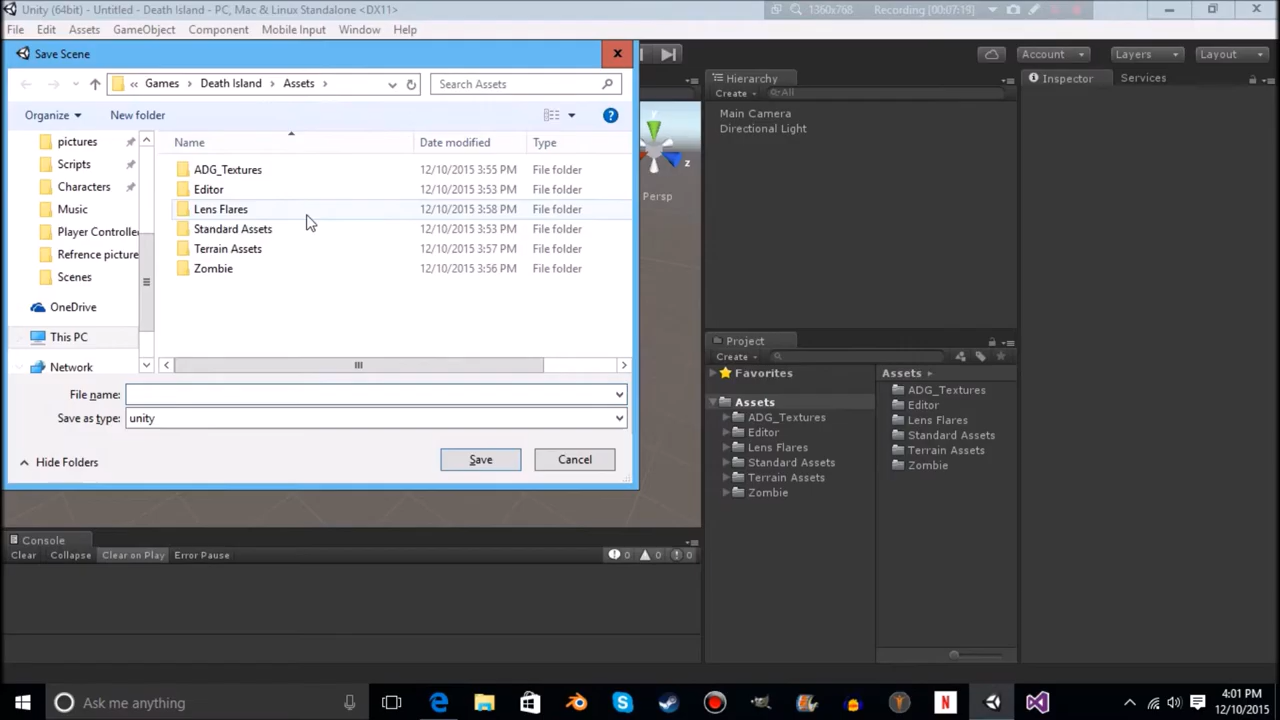 Unity (64bit) - Untitled - Death Island - PC, Mac & Linux Standalone <DX11>
1360x768
Recording [00:07:19]
File Edit Assets GameObject Component Mobile Input Window Help
Save Scene
« Games > Death Island > Assets >
Search Assets
Account
Layers
Layout
Organize
New folder
Hierarchy
Create
All
Main Camera
Directional Light
Inspector
Services
Name
Date modified
Type
pictures
Scripts
Characters
Music
Player Controlle
Refrence picture
Scenes
OneDrive
This PC
Network
ADG_Textures 12/10/2015 3:55 PM File folder
Editor 12/10/2015 3:53 PM File folder
Lens Flares 12/10/2015 3:58 PM File folder
Standard Assets 12/10/2015 3:53 PM File folder
Terrain Assets 12/10/2015 3:57 PM File folder
Zombie 12/10/2015 3:56 PM File folder
z
Persp
File name:
Save as type: unity
Hide Folders
Save
Cancel
Project
Create
Favorites
Assets
ADG_Textures
Editor
Lens Flares
Standard Assets
Terrain Assets
Zombie
Assets
ADG_Textures
Editor
Lens Flares
Standard Assets
Terrain Assets
Zombie
Console
Clear Collapse Clear on Play Error Pause
0 0 0
Ask me anything
4:01 PM
12/10/2015